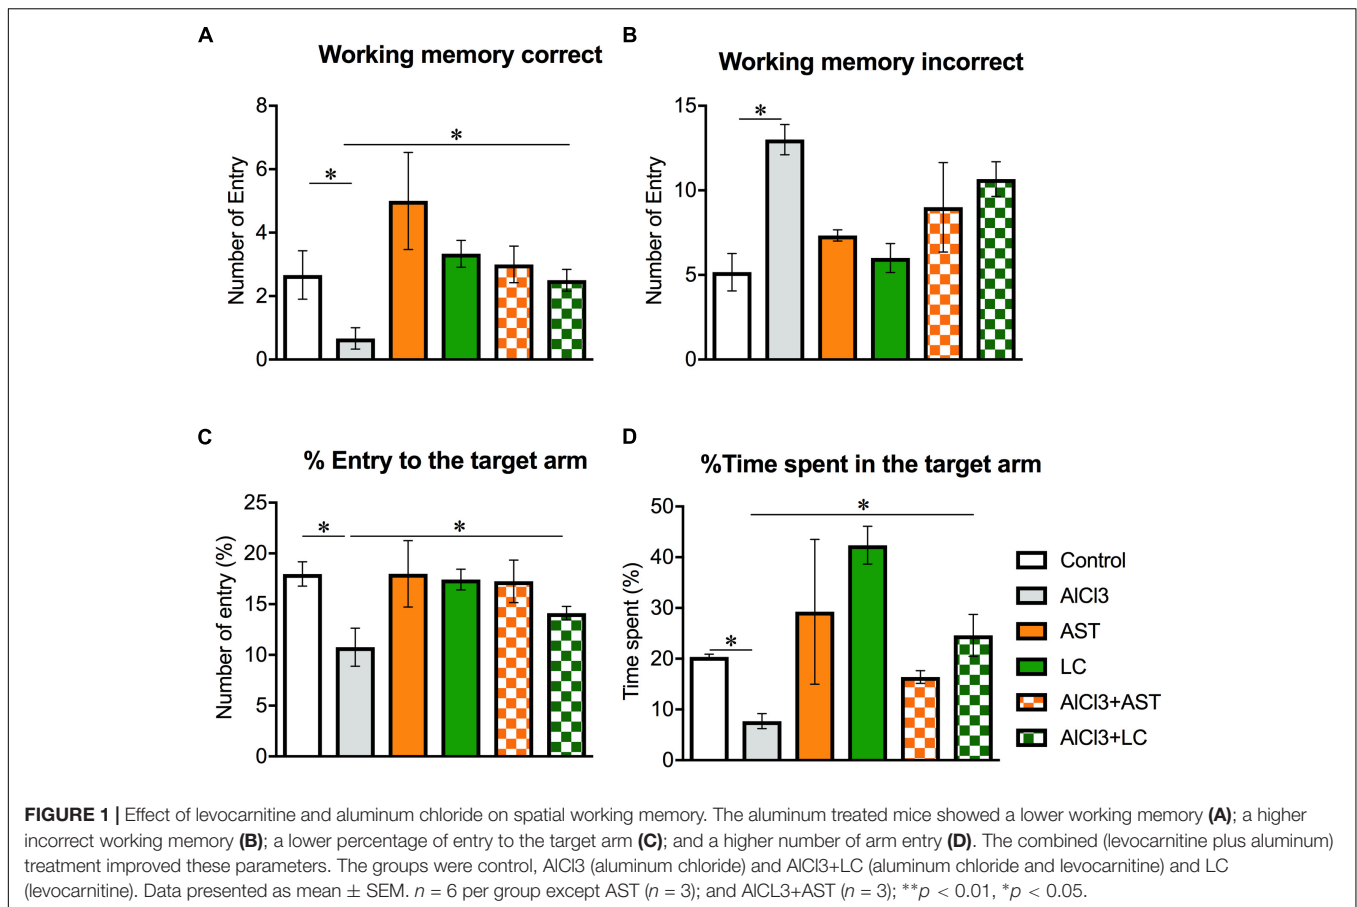 A
Working memory correct
Number of Entry
8
6
4
2
0
*
*
B
Working memory incorrect
Number of Entry
15
10
5
0
*
C
% Entry to the target arm
Number of entry (%)
25
20
15
10
5
0
*
*
D
%Time spent in the target arm
Time spent (%)
50
40
30
20
10
0
*
*
Control
AlCl3
AST
LC
AlCl3+AST
AlCl3+LC
FIGURE 1 | Effect of levocarnitine and aluminum chloride on spatial working memory. The aluminum treated mice showed a lower working memory (A); a higher
incorrect working memory (B); a lower percentage of entry to the target arm (C); and a higher number of arm entry (D). The combined (levocarnitine plus aluminum)
treatment improved these parameters. The groups were control, AlCl3 (aluminum chloride) and AlCl3+LC (aluminum chloride and levocarnitine) and LC
(levocarnitine). Data presented as mean ± SEM. n = 6 per group except AST (n = 3); and AlCL3+AST (n = 3); **p < 0.01, *p < 0.05.